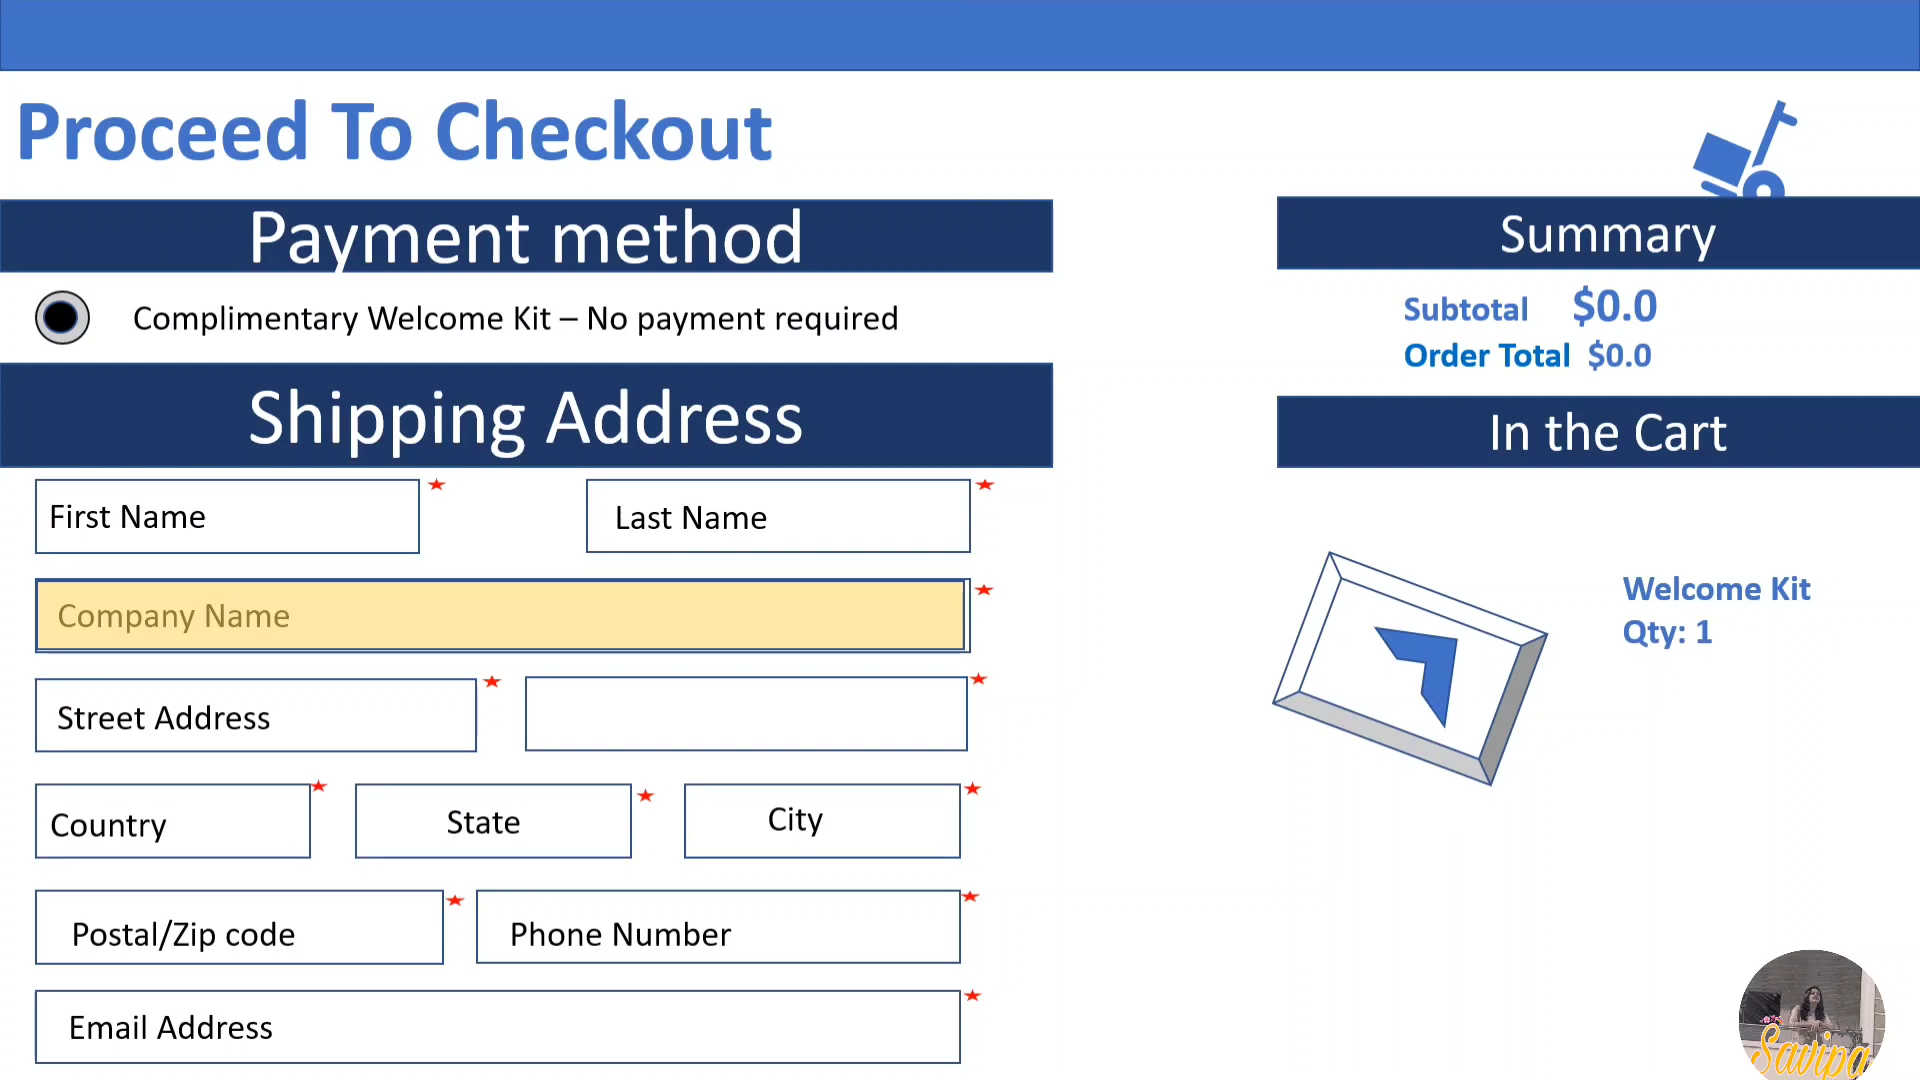 Proceed To Checkout
Payment method
Complimentary Welcome Kit – No payment required
Shipping Address
First Name
Last Name
Company Name
Street Address
Country
State
City
Postal/Zip code
Phone Number
Email Address
Summary
Subtotal $0.0
Order Total $0.0
In the Cart
Welcome Kit
Qty: 1
Savipa